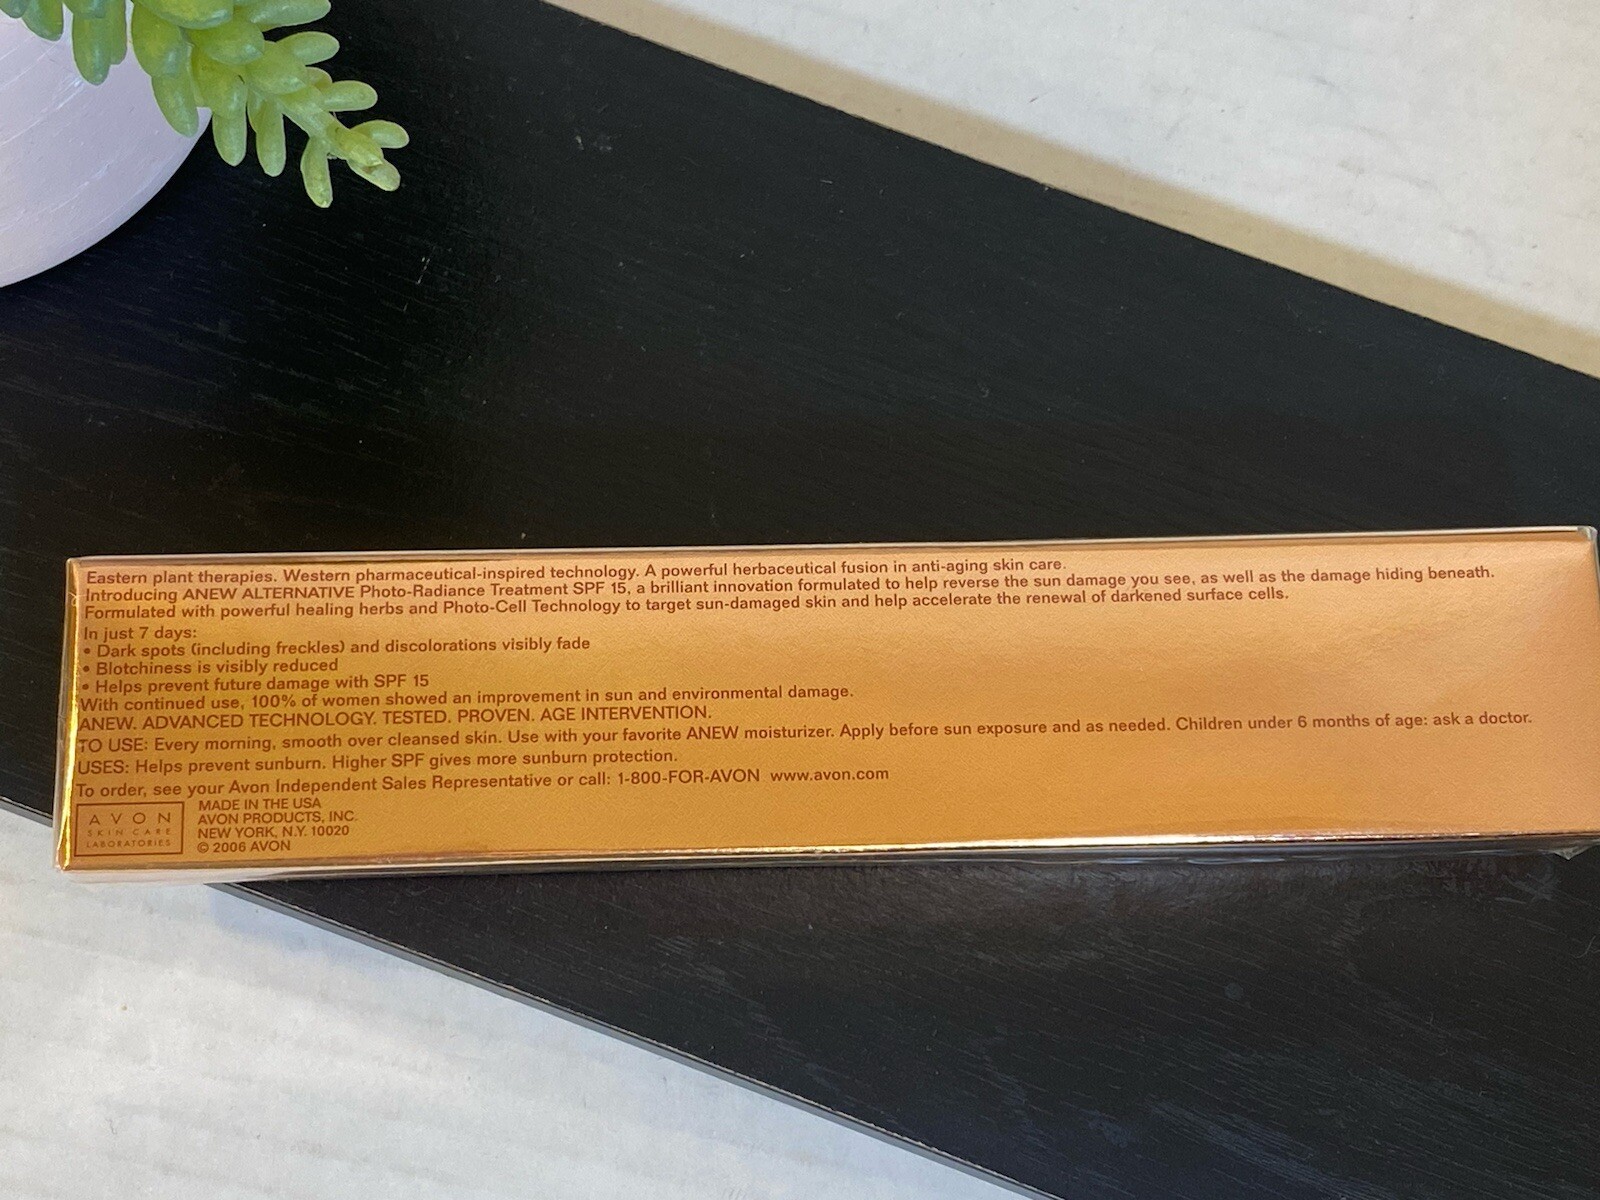 Eastern plant therapies. Western pharmaceutical-inspired technology. A powerful herbaceutical fusion in anti-aging skin care.
Introducing ANEW ALTERNATIVE Photo-Radiance Treatment SPF 15, a brilliant innovation formulated to help reverse the sun damage you see, as well as the damage hiding beneath.
Formulated with powerful healing herbs and Photo-Cell Technology to target sun-damaged skin and help accelerate the renewal of darkened surface cells.
In just 7 days:
• Dark spots (including freckles) and discolorations visibly fade
• Blotchiness is visibly reduced
• Helps prevent future damage with SPF 15
With continued use, 100% of women showed an improvement in sun and environmental damage.
ANEW. ADVANCED TECHNOLOGY. TESTED. PROVEN. AGE INTERVENTION.
TO USE: Every morning, smooth over cleansed skin. Use with your favorite ANEW moisturizer. Apply before sun exposure and as needed. Children under 6 months of age: ask a doctor.
USES: Helps prevent sunburn. Higher SPF gives more sunburn protection.
To order, see your Avon Independent Sales Representative or call: 1-800-FOR-AVON www.avon.com
AVON
SKIN CARE
LABORATORIES
MADE IN THE USA
AVON PRODUCTS, INC.
NEW YORK, N.Y. 10020
© 2006 AVON